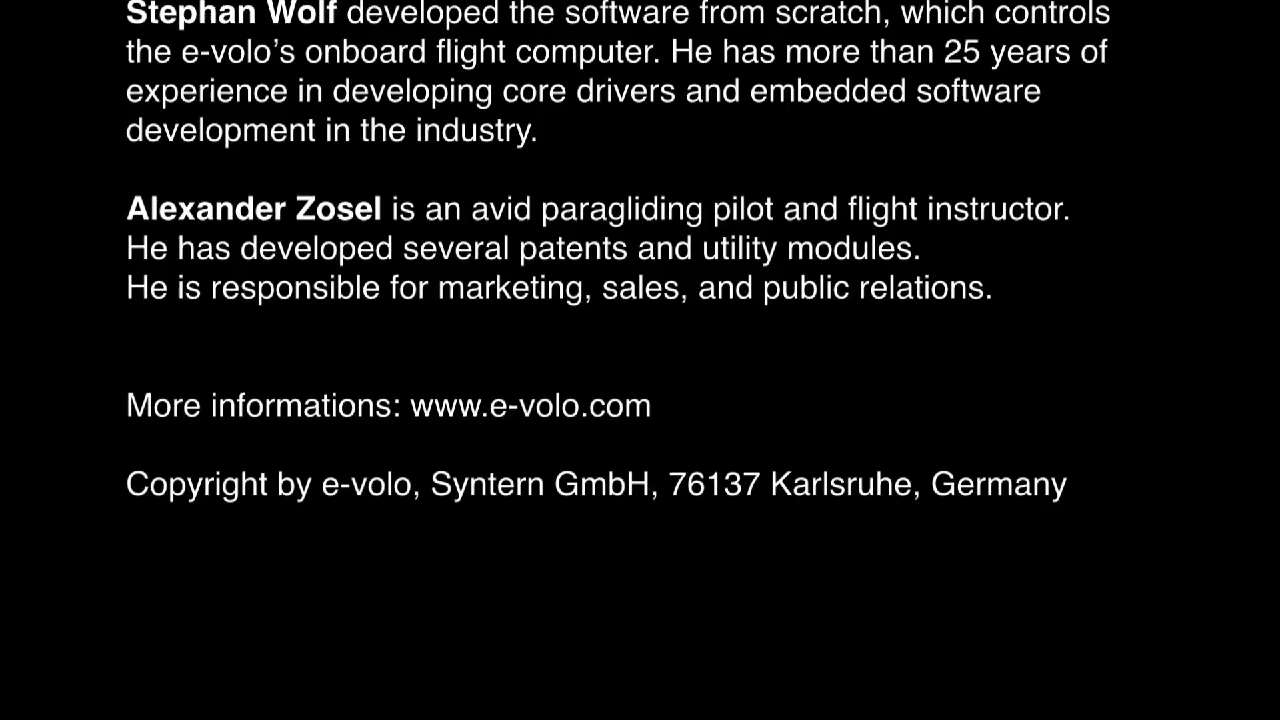 Stephan Wolf developed the software from scratch, which controls
the e-volo’s onboard flight computer. He has more than 25 years of
experience in developing core drivers and embedded software
development in the industry.
Alexander Zosel is an avid paragliding pilot and flight instructor.
He has developed several patents and utility modules.
He is responsible for marketing, sales, and public relations.
More informations: www.e-volo.com
Copyright by e-volo, Syntern GmbH, 76137 Karlsruhe, Germany